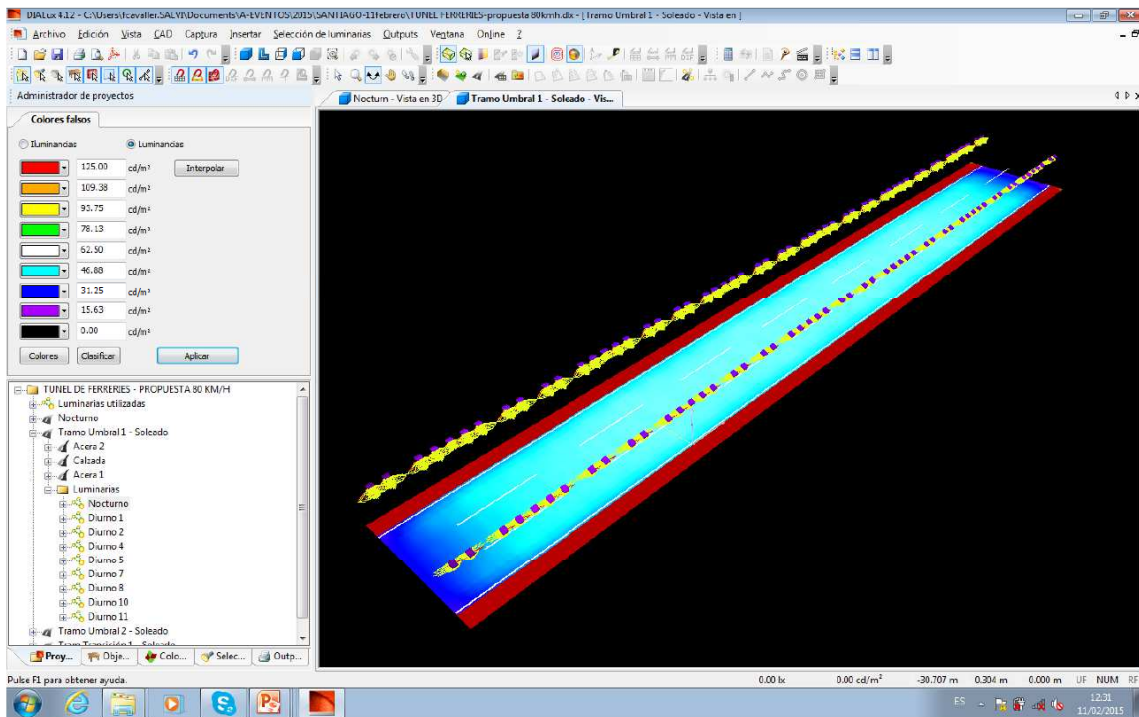 DIALux 4.12 - C:\Users\fcavaller.SALVI\Documents\A-EVENTOS\2015\SANTIAGO-11febrero\TUNEL FERRERIES-propuesta 80kmh.dlx - [ Tramo Umbral 1 - Soleado - Vista en ]
Archivo Edición Vista CAD Captura Insertar Selección de luminarias Outputs Ventana Online ?
Administrador de proyectos
Nocturn - Vista en 3D
Tramo Umbral 1 - Soleado - Vis...
Colores falsos
Iluminancias
Luminancias
125.00 cd/m² Interpolar
109.38 cd/m²
93.75 cd/m²
78.13 cd/m²
62.50 cd/m²
46.88 cd/m²
31.25 cd/m²
15.63 cd/m²
0.00 cd/m²
Colores Clasificar Aplicar
TUNEL DE FERRERIES - PROPUESTA 80 KM/H
Luminarias utilizadas
Nocturno
Tramo Umbral 1 - Soleado
Acera 2
Calzada
Acera 1
Luminarias
Nocturno
Diurno 1
Diurno 2
Diurno 4
Diurno 5
Diurno 7
Diurno 8
Diurno 10
Diurno 11
Tramo Umbral 2 - Soleado
Proy... Obje... Colo... Selec... Outp...
Pulse F1 para obtener ayuda.
0.00 lx 0.00 cd/m² -30.707 m 0.304 m 0.000 m UF NUM RF
ES
12:31
11/02/2015